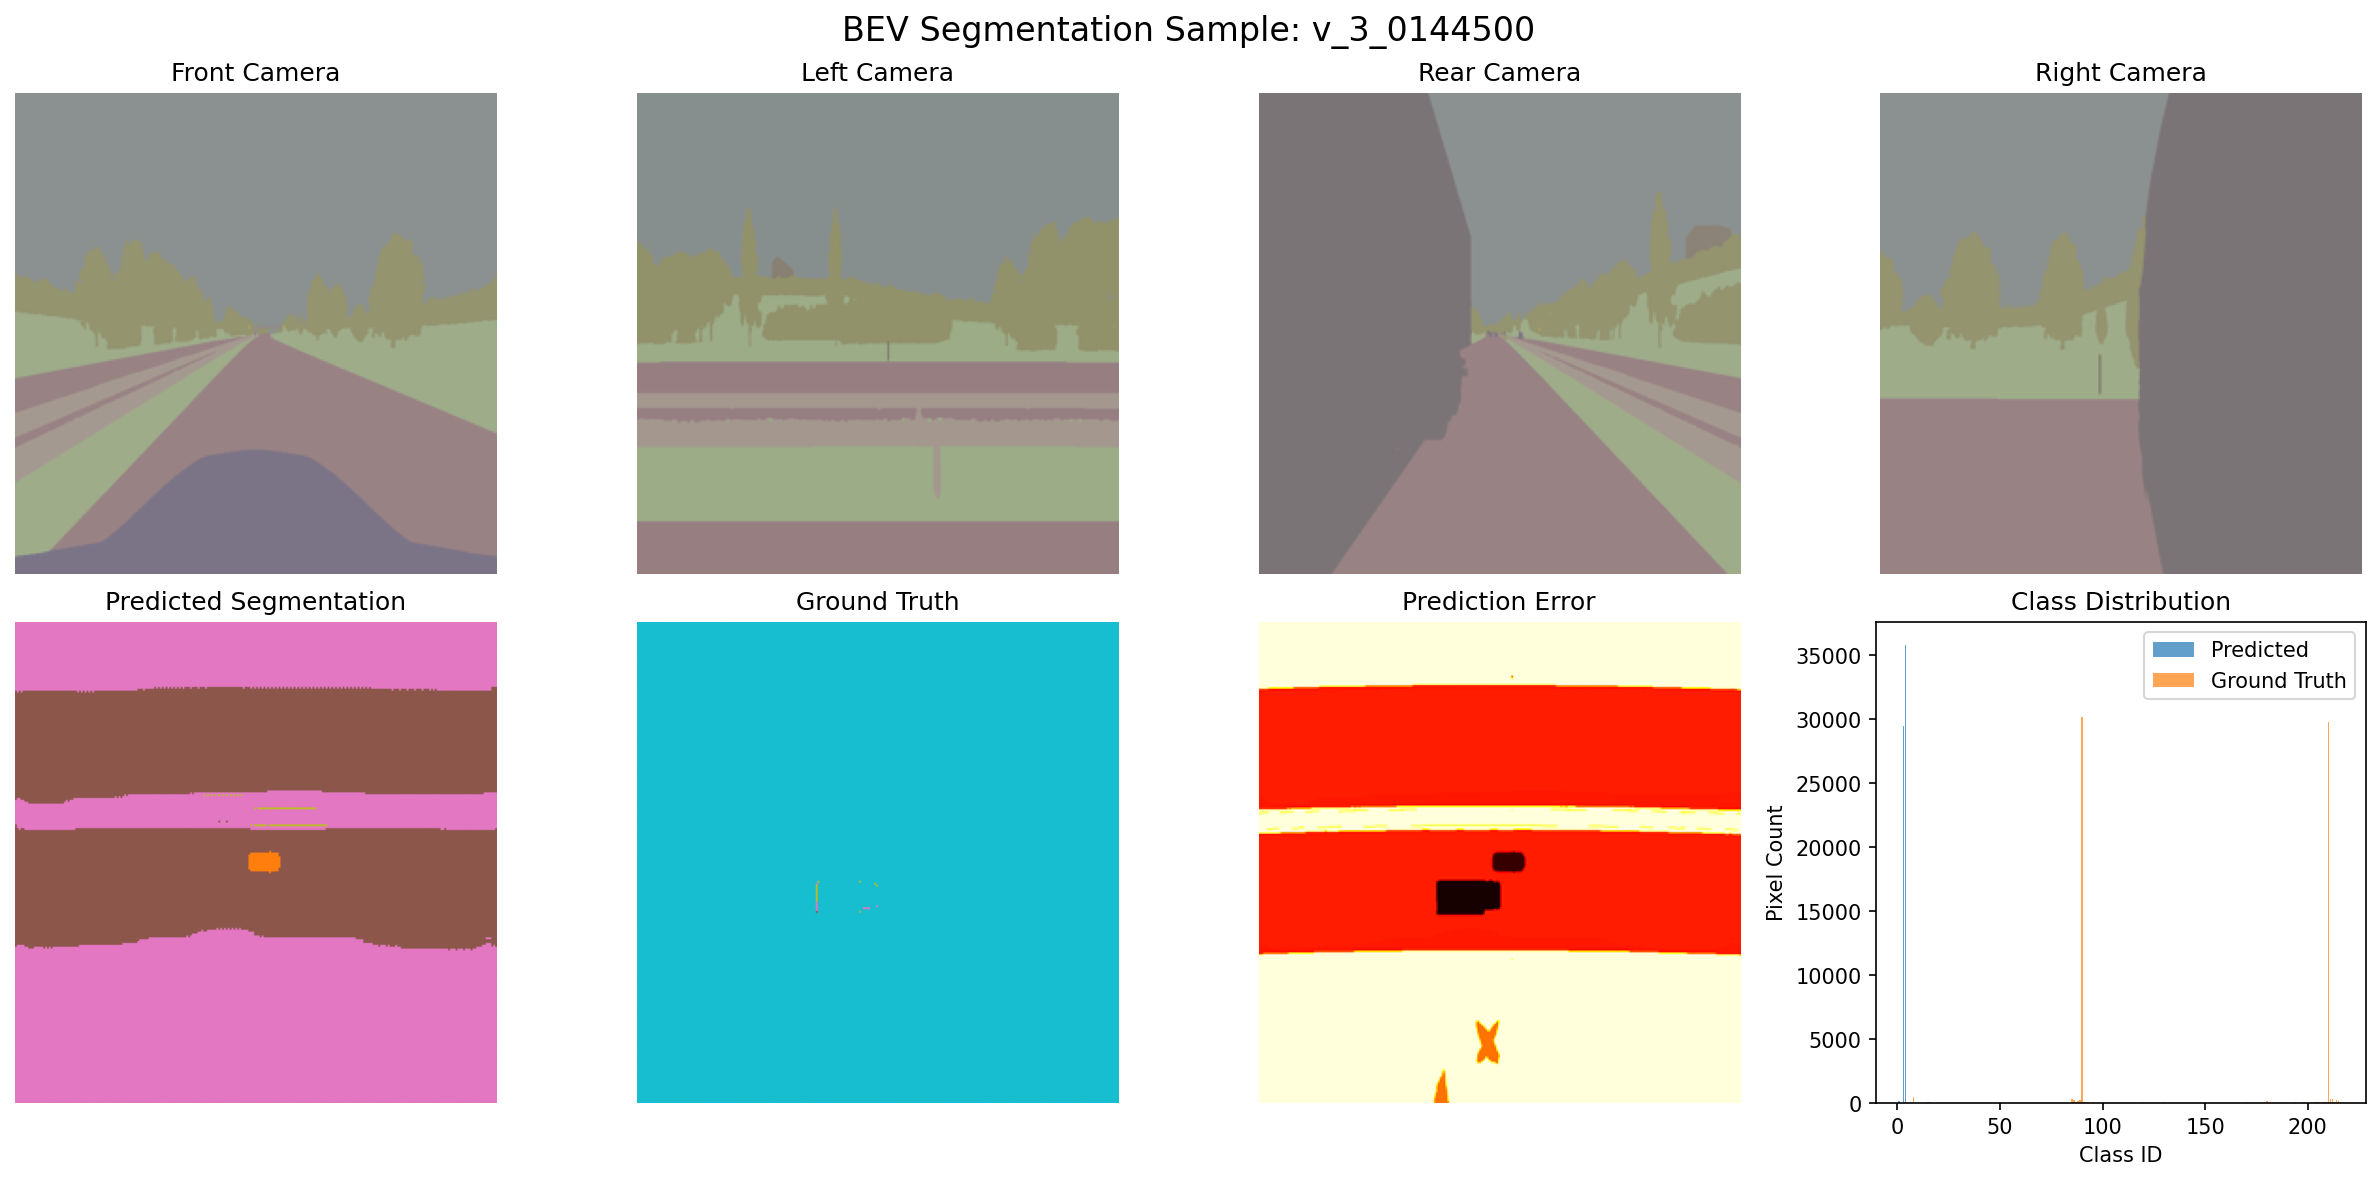 BEV Segmentation Sample: v_3_0144500
Front Camera
Left Camera
Rear Camera
Right Camera
Predicted Segmentation
Ground Truth
Prediction Error
Class Distribution
Predicted
Ground Truth
35000
30000
25000
20000
15000
10000
5000
0
Pixel Count
0
50
100
150
200
Class ID